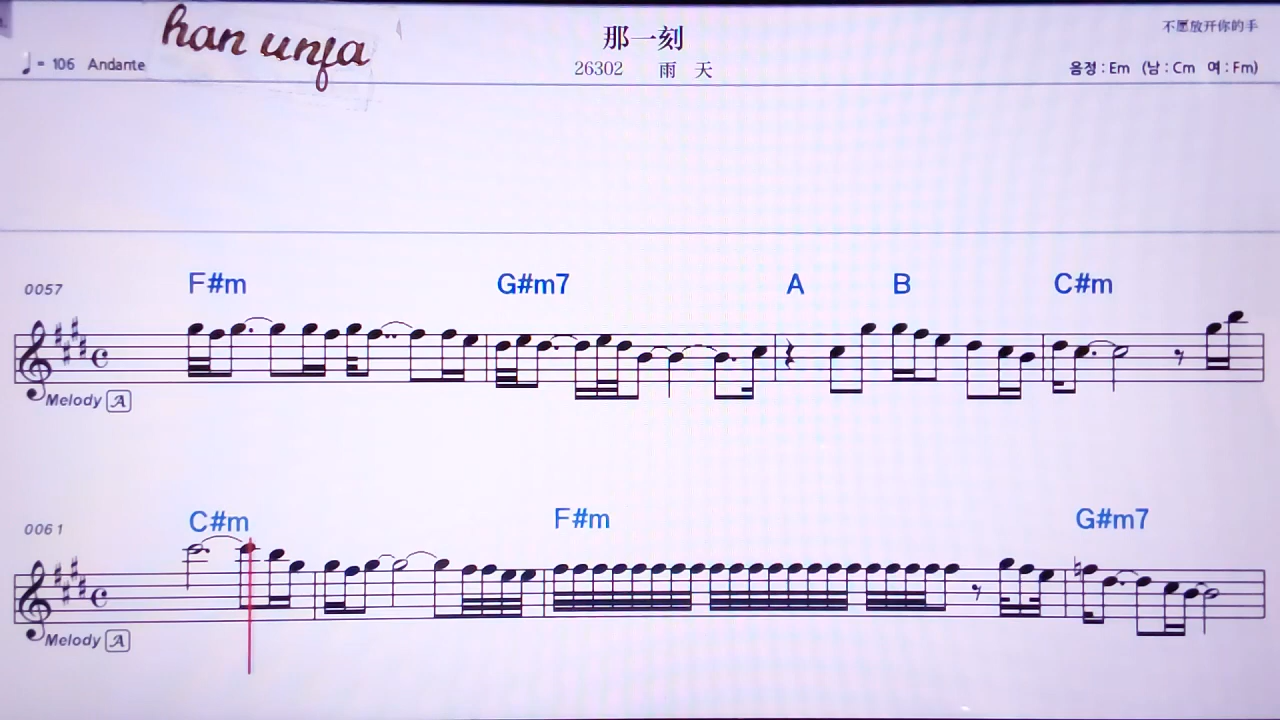 han unfa
那一刻
不愿放开你的手
♩= 106 Andante
26302 雨 天
음정 : Em (남 : Cm 여 : Fm)
0057 F#m G#m7 A B C#m
Melody A
0061 C#m F#m G#m7
Melody A